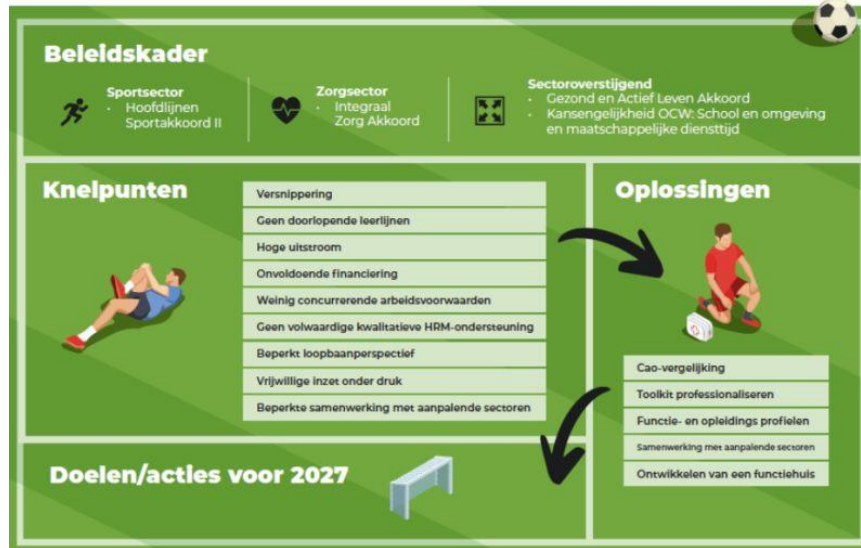 Beleidskader
Sportsector
· Hoofdlijnen
Sportakkoord II
Zorgsector
· Integraal
Zorg Akkoord
Sectoroverstijgend
· Gezond en Actief Leven Akkoord
· Kansengelijkheid OCW: School en omgeving
en maatschappelijke diensttijd
Knelpunten
Versnippering
Geen doorlopende leerlijnen
Hoge uitstroom
Onvoldoende financiering
Weinig concurrerende arbeidsvoorwaarden
Geen volwaardige kwalitatieve HRM-ondersteuning
Beperkt loopbaanperspectief
Vrijwillige inzet onder druk
Beperkte samenwerking met aanpalende sectoren
Oplossingen
Cao-vergelijking
Toolkit professionaliseren
Functie- en opleidings profielen
Samenwerking met aanpalende sectoren
Ontwikkelen van een functiehuis
Doelen/acties voor 2027